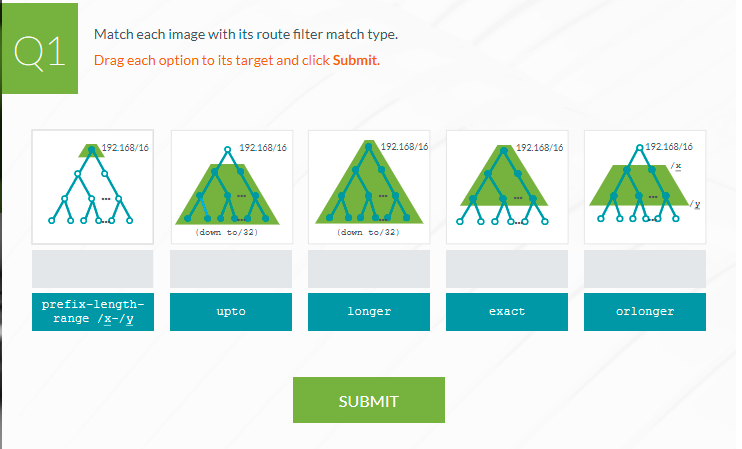 Q1
Match each image with its route filter match type.
Drag each option to its target and click Submit.
192.168/16
192.168/16
(down to/32)
192.168/16
(down to/32)
192.168/16
192.168/16
/x
/y
prefix-length-
range /x-/y
upto
longer
exact
orlonger
SUBMIT